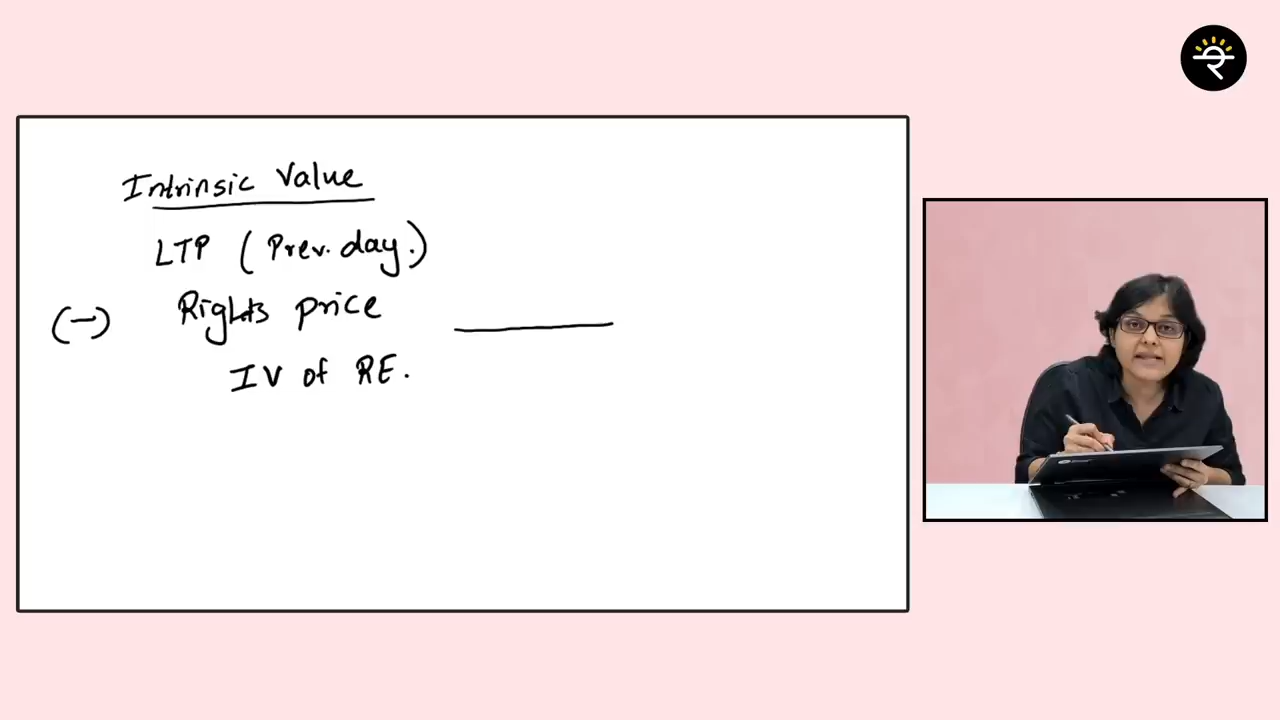 Intrinsic Value
LTP (Prev. day.)
(-) Rights price
IV of RE.